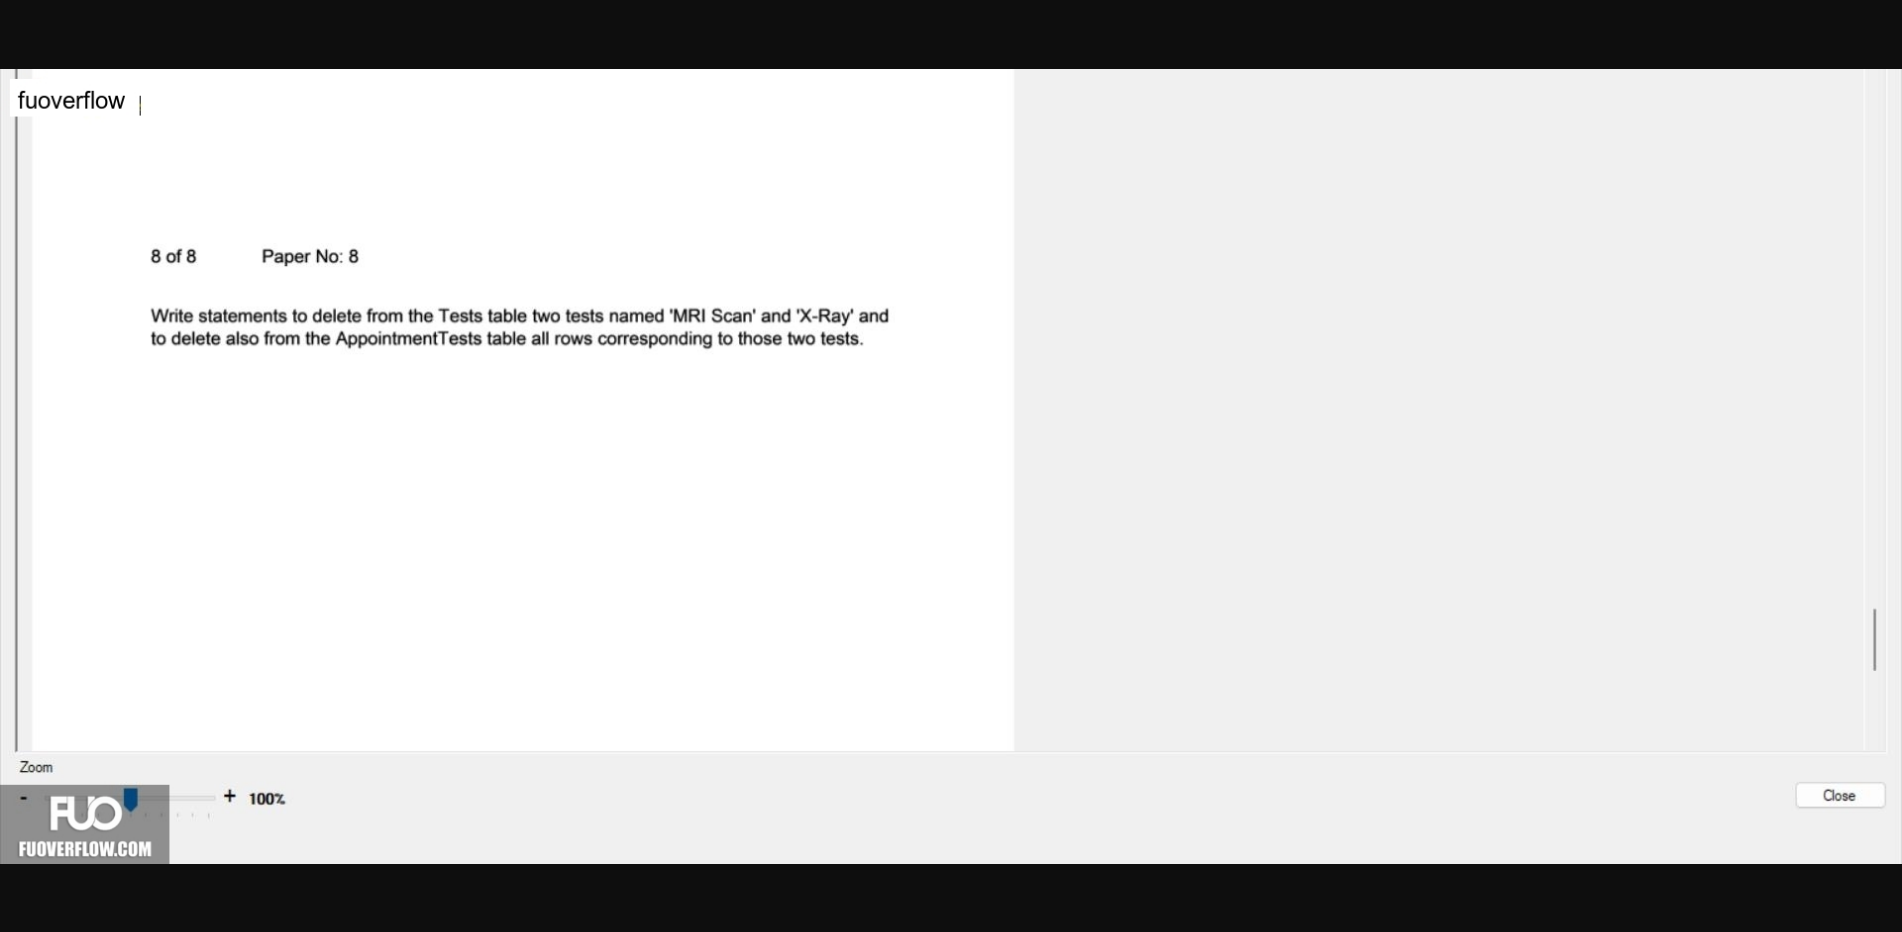 fuoverflow
8 of 8 Paper No: 8
Write statements to delete from the Tests table two tests named 'MRI Scan' and 'X-Ray' and
to delete also from the AppointmentTests table all rows corresponding to those two tests.
Zoom
- + 100%
Close
FUO
FUOVERFLOW.COM